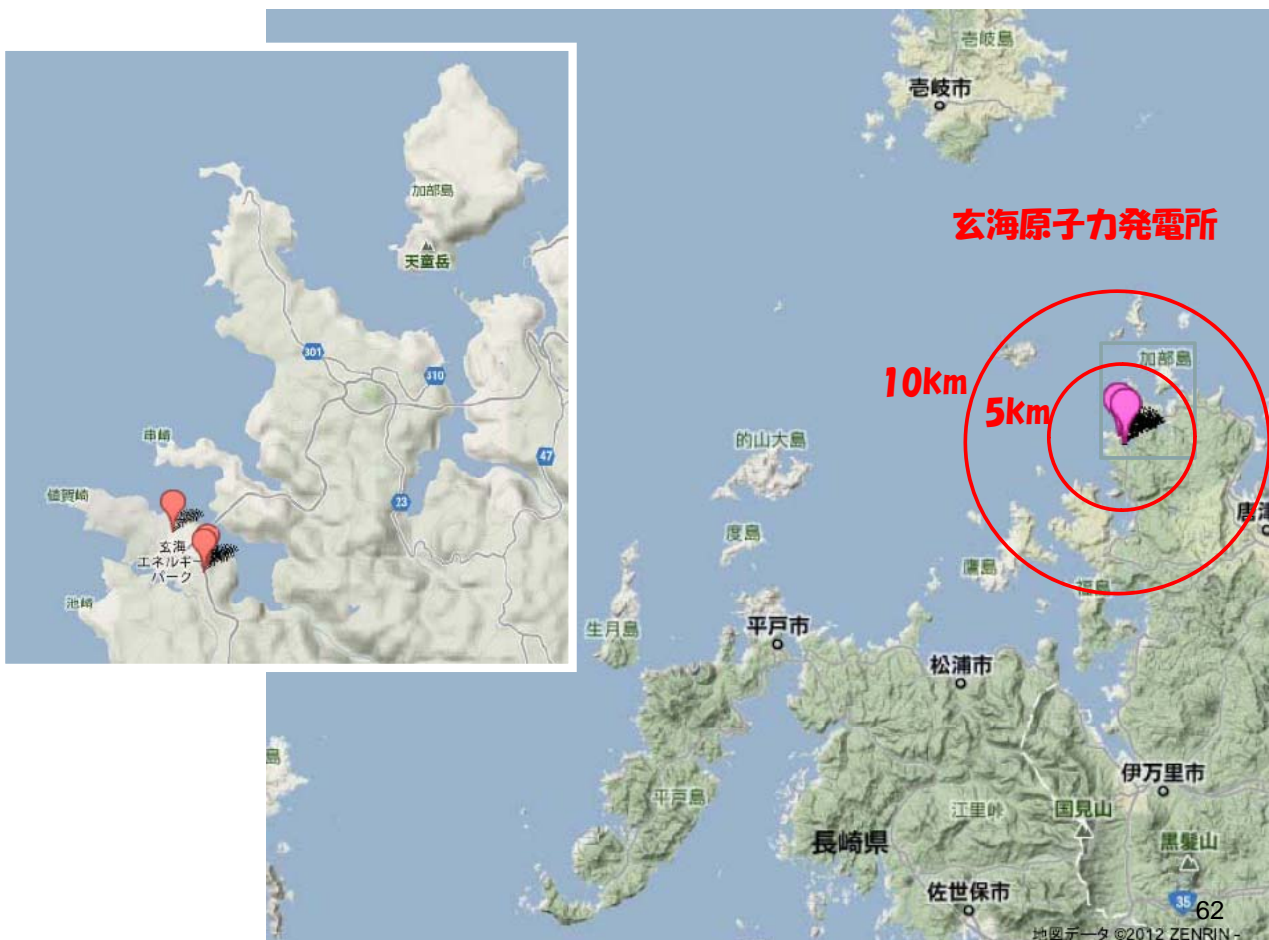 加部島
天童岳
301
310
47
23
串崎
値賀崎
玄海
エネルギー
パーク
池崎
壱岐島
壱岐市
玄海原子力発電所
加部島
10km
5km
的山大島
度島
鷹島
福島
生月島
平戸市
松浦市
島
平戸島
伊万里市
江里峠
国見山
長崎県
黒髪山
佐世保市
35
62
地図データ ©2012 ZENRIN -